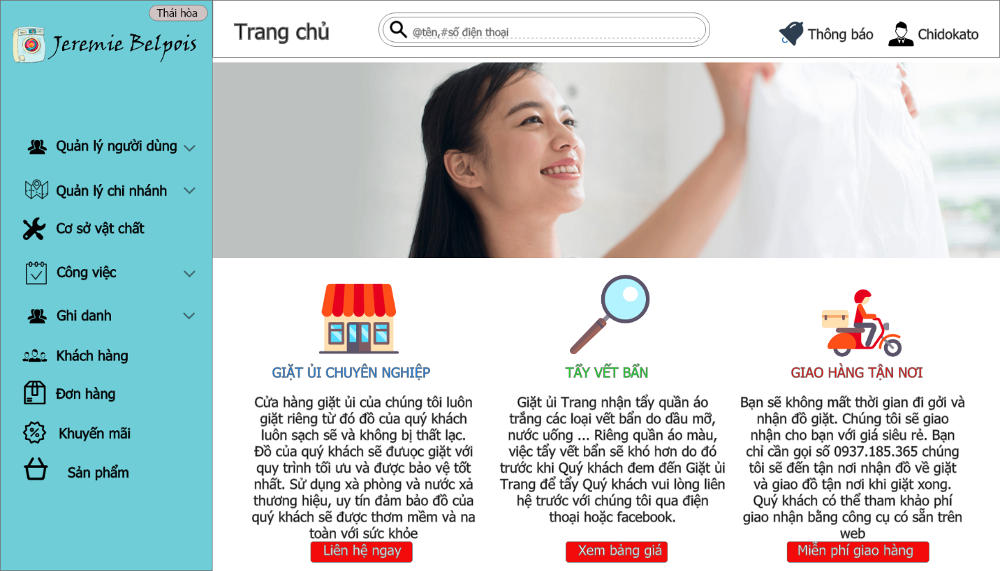 Thái hòa
Jeremie Belpois
Trang chủ
@tên,#số điện thoại
Thông báo
Chidokato
Quản lý người dùng
Quản lý chi nhánh
Cơ sở vật chất
Công việc
Ghi danh
Khách hàng
Đơn hàng
Khuyến mãi
Sản phẩm
GIẶT ỦI CHUYÊN NGHIỆP
Cửa hàng giặt ủi của chúng tôi luôn
giặt riêng từ đó đồ của quý khách
luôn sạch sẽ và không bị thất lạc.
Đồ của quý khách sẽ đưuọc giặt với
quy trình tối ưu và được bảo vệ tốt
nhất. Sử dụng xà phòng và nước xả
thương hiệu, uy tín đảm bảo đồ của
quý khách sẽ được thơm mềm và na
toàn với sức khỏe
Liên hệ ngay
TẨY VẾT BẨN
Giặt ủi Trang nhận tẩy quần áo
trắng các loại vết bẩn do dầu mỡ,
nước uống ... Riêng quần áo màu,
việc tẩy vết bẩn sẽ khó hơn do đó
trước khi Quý khách đem đến Giặt ủi
Trang để tẩy Quý khách vui lòng liên
hệ trước với chúng tôi qua điện
thoại hoặc facebook.
Xem bảng giá
GIAO HÀNG TẬN NƠI
Bạn sẽ không mất thời gian đi gởi và
nhận đồ giặt. Chúng tôi sẽ giao
nhận cho bạn với giá siêu rẻ. Bạn
chỉ cần gọi số 0937.185.365 chúng
tôi sẽ đến tận nơi nhận đồ về giặt
và giao đồ tận nơi khi giặt xong.
Quý khách có thể tham khảo phí
giao nhận bằng công cụ có sẵn trên
web
Miễn phí giao hàng